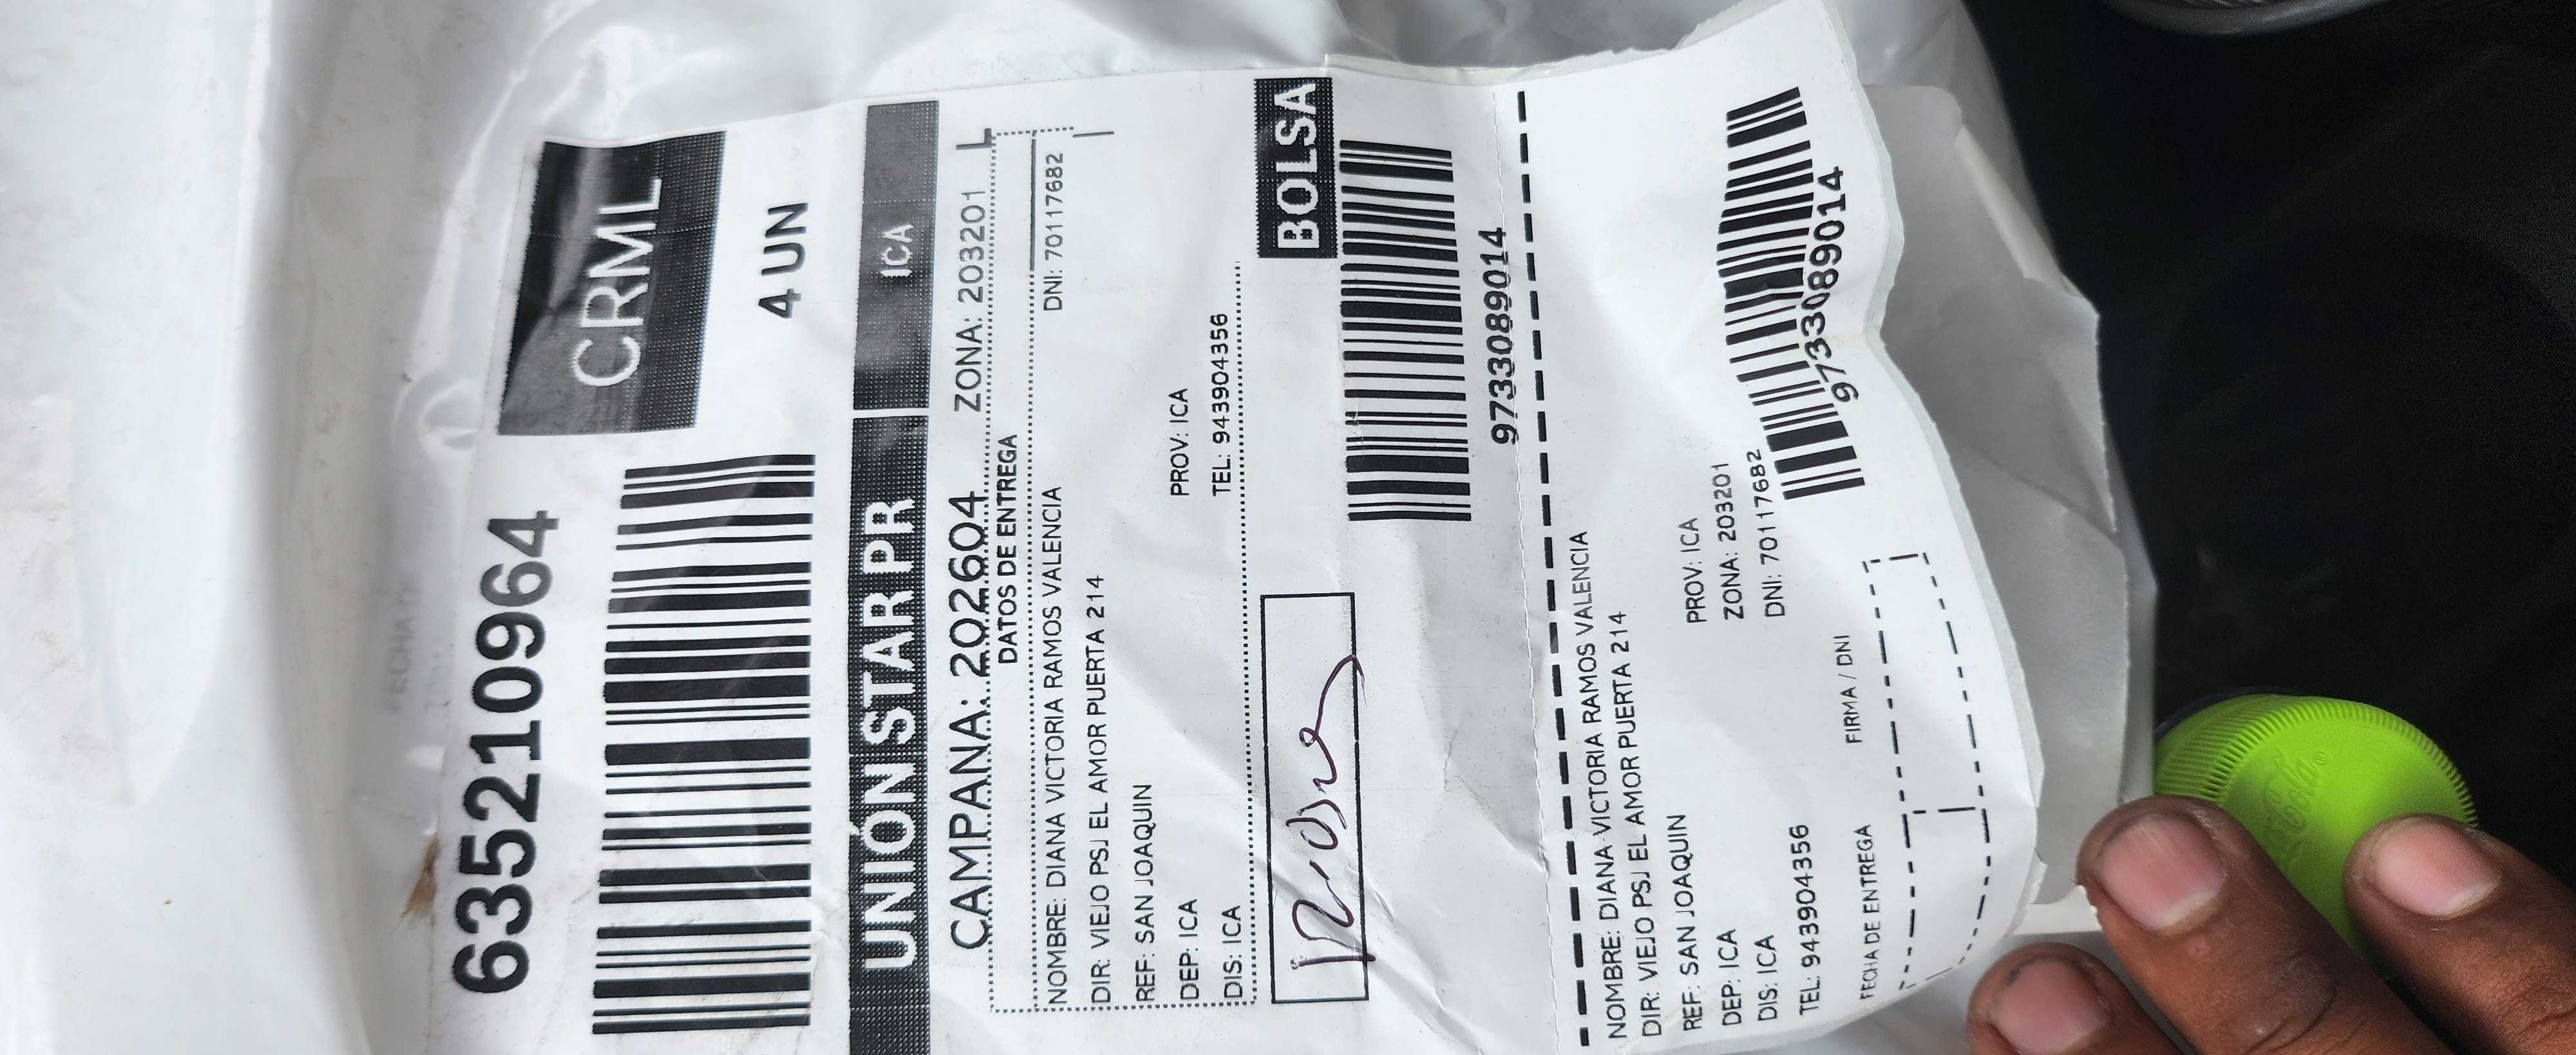 6352109964
CRML
4 UN
UNIÓN STAR PR
ICA
CAMPAÑA: 202604
ZONA: 203201
L
DATOS DE ENTREGA
NOMBRE: DIANA VICTORIA RAMOS VALENCIA
DNI: 70117682
DIR: VIEJO PSJ EL AMOR PUERTA 214
REF: SAN JOAQUIN
DEP: ICA
PROV: ICA
DIS: ICA
TEL: 943904356
BOLSA
9733089014
NOMBRE: DIANA VICTORIA RAMOS VALENCIA
DIR: VIEJO PSJ EL AMOR PUERTA 214
REF: SAN JOAQUIN
DEP: ICA
PROV: ICA
DIS: ICA
ZONA: 203201
TEL: 943904356
DNI: 70117682
9733089014
FECHA DE ENTREGA
FIRMA / DNI